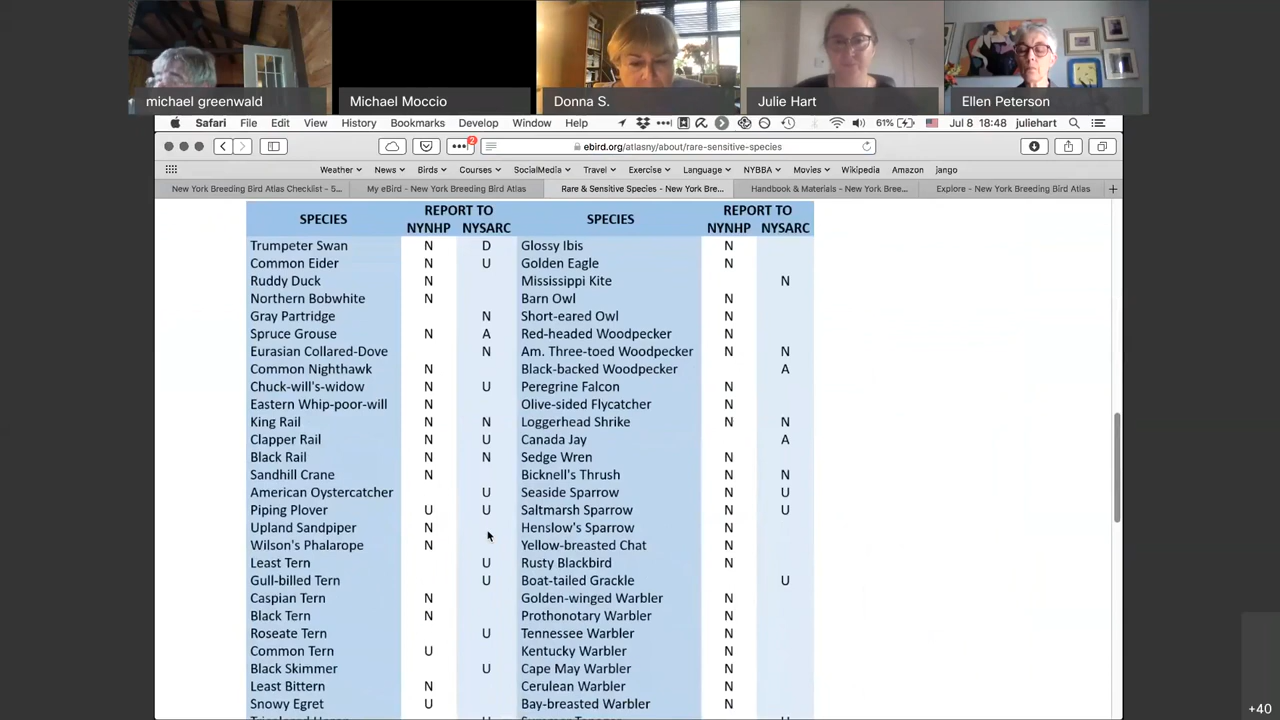 michael greenwald
Michael Moccio
Donna S.
Julie Hart
Ellen Peterson
Safari File Edit View History Bookmarks Develop Window Help 61% Jul 8 18:48 juliehart
2
ebird.org/atlasny/about/rare-sensitive-species
Weather News Birds Courses SocialMedia Travel Exercise Language NYBBA Movies Wikipedia Amazon jango
New York Breeding Bird Atlas Checklist - 5... My eBird - New York Breeding Bird Atlas Rare & Sensitive Species - New York Bre... Handbook & Materials - New York Bree... Explore - New York Breeding Bird Atlas
SPECIES REPORT TO SPECIES REPORT TO
NYNHP NYSARC NYNHP NYSARC
Trumpeter Swan N D Glossy Ibis N
Common Eider N U Golden Eagle N
Ruddy Duck N Mississippi Kite N
Northern Bobwhite N Barn Owl N
Gray Partridge N Short-eared Owl N
Spruce Grouse N A Red-headed Woodpecker N
Eurasian Collared-Dove N Am. Three-toed Woodpecker N N
Common Nighthawk N Black-backed Woodpecker A
Chuck-will's-widow N U Peregrine Falcon N
Eastern Whip-poor-will N Olive-sided Flycatcher N
King Rail N N Loggerhead Shrike N N
Clapper Rail N U Canada Jay A
Black Rail N N Sedge Wren N
Sandhill Crane N Bicknell's Thrush N N
American Oystercatcher U Seaside Sparrow N U
Piping Plover U U Saltmarsh Sparrow N U
Upland Sandpiper N Henslow's Sparrow N
Wilson's Phalarope N Yellow-breasted Chat N
Least Tern U Rusty Blackbird N
Gull-billed Tern U Boat-tailed Grackle U
Caspian Tern N Golden-winged Warbler N
Black Tern N Prothonotary Warbler N
Roseate Tern U Tennessee Warbler N
Common Tern U Kentucky Warbler N
Black Skimmer U Cape May Warbler N
Least Bittern N Cerulean Warbler N
Snowy Egret U Bay-breasted Warbler N
+40